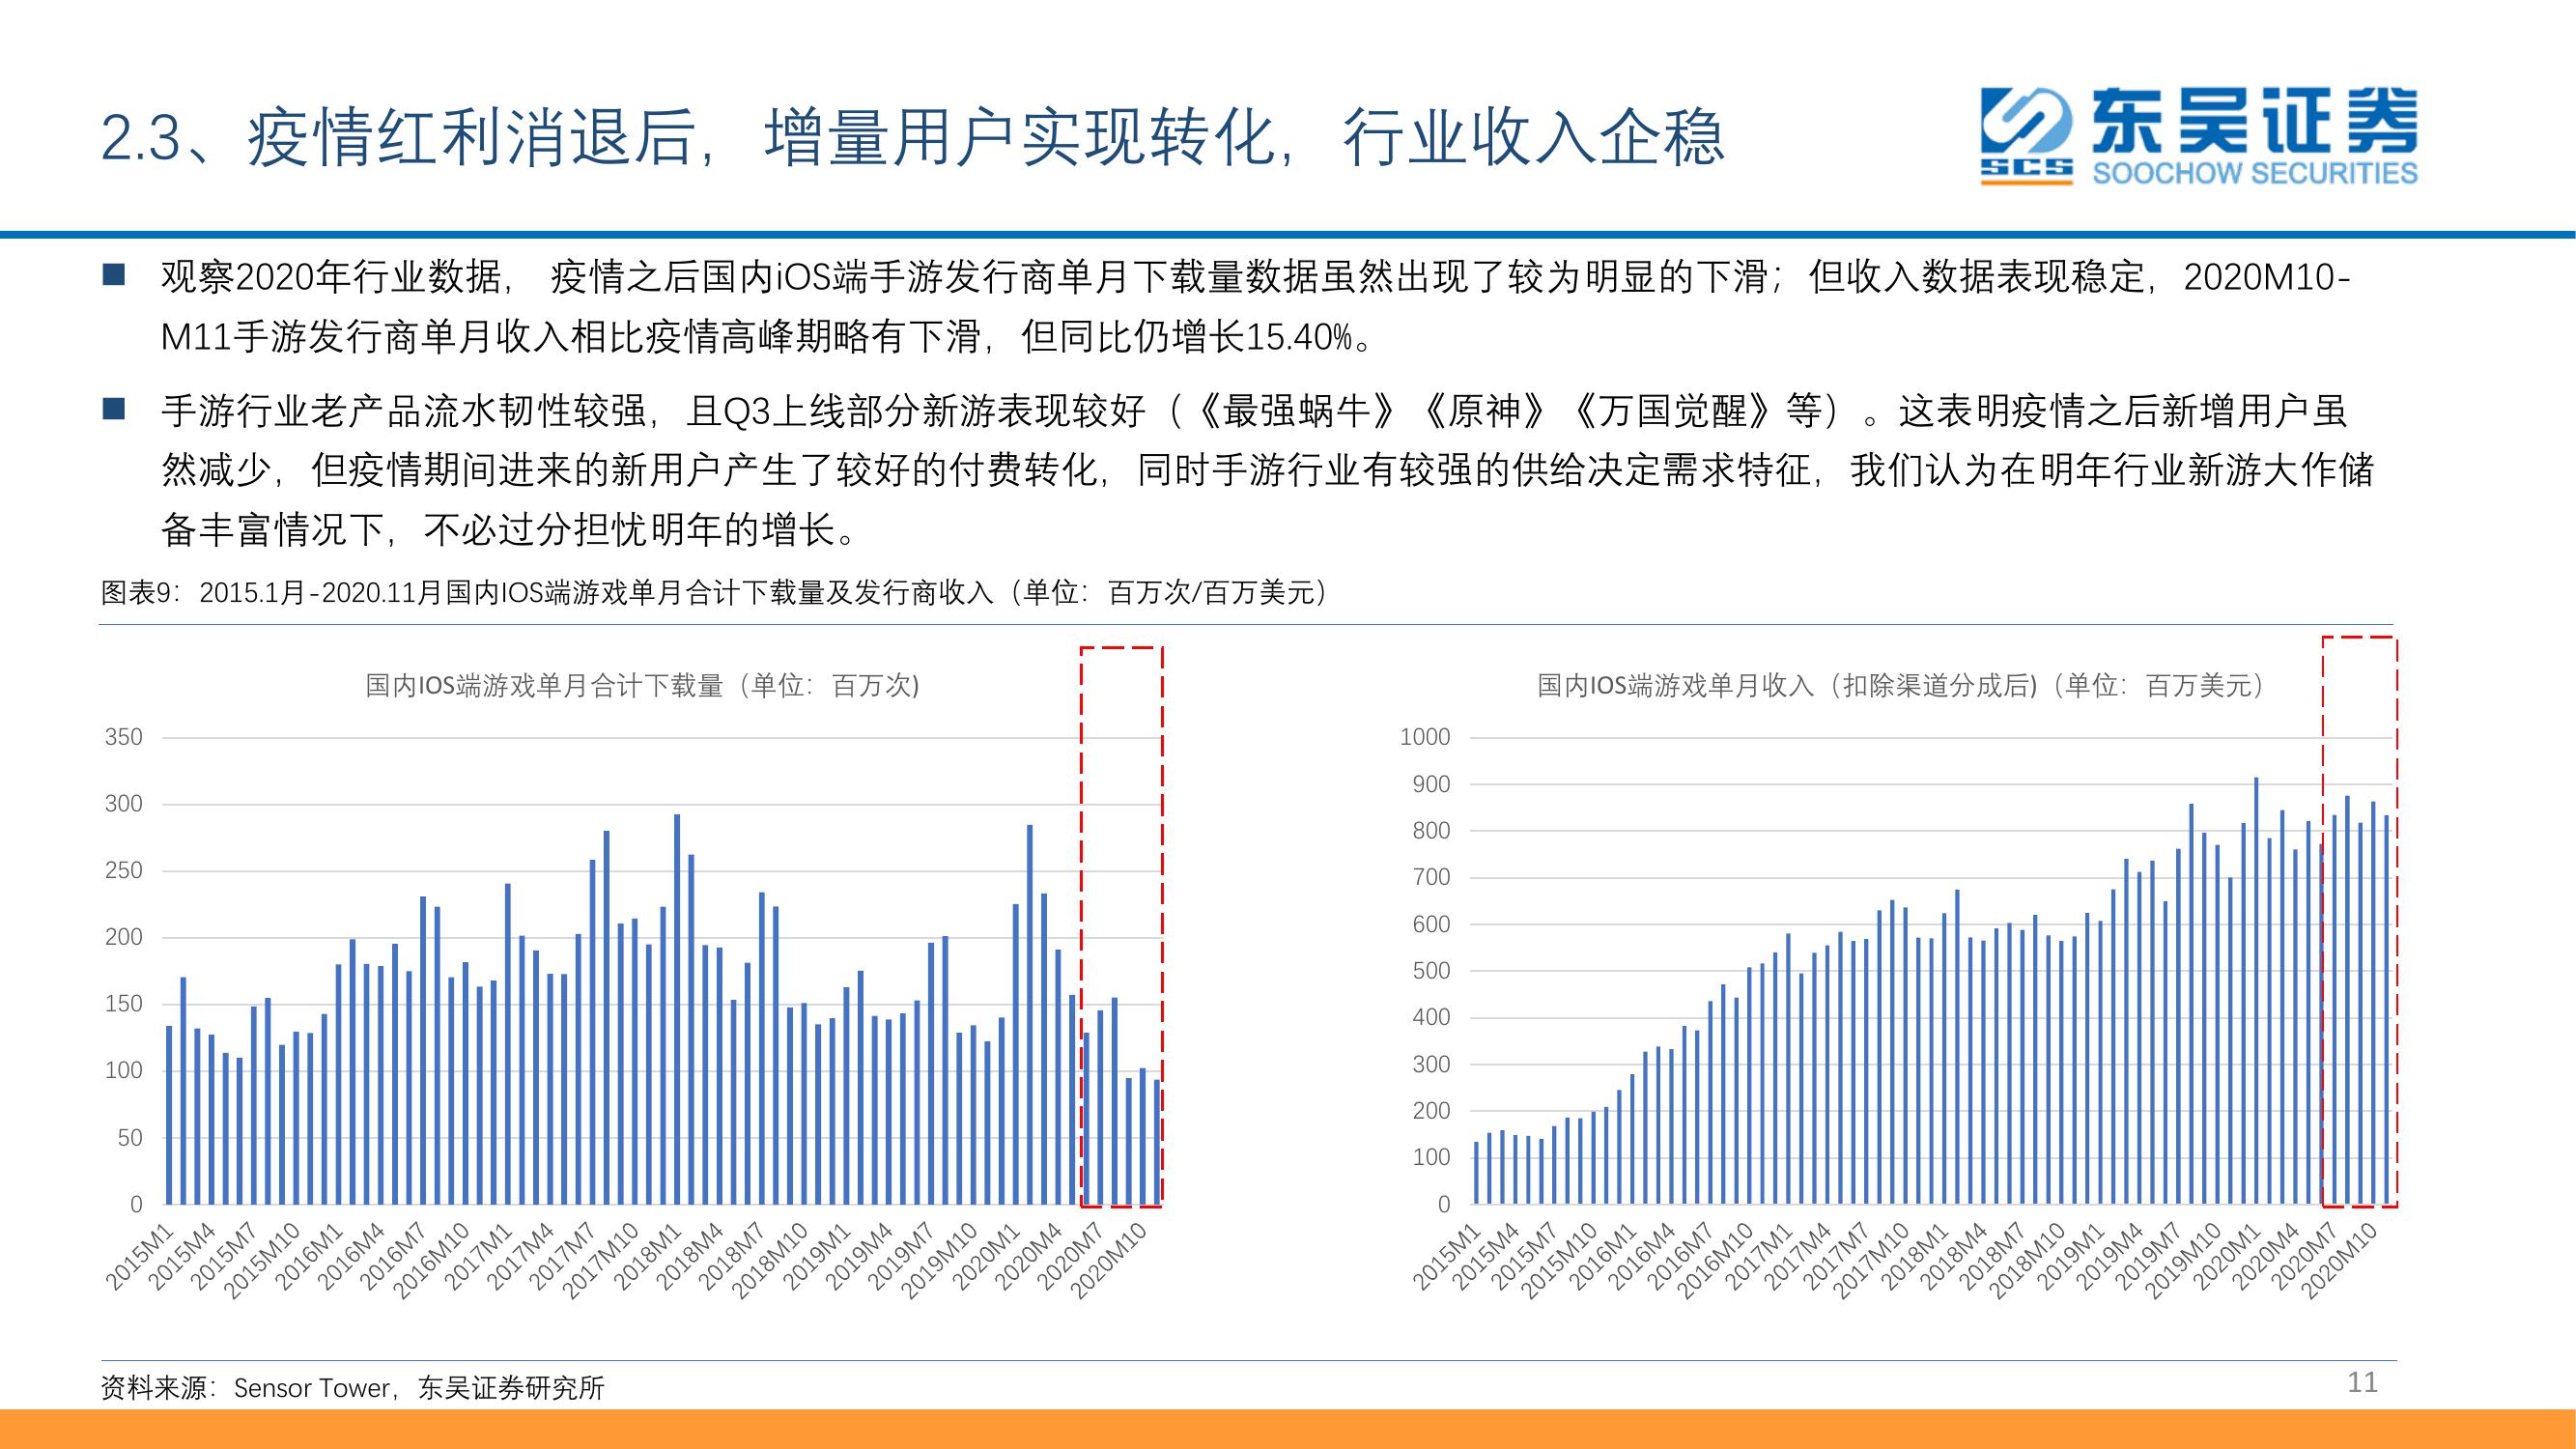 2.3、疫情红利消退后，增量用户实现转化，行业收入企稳
东吴证券
SCS
SOOCHOW SECURITIES
■ 观察2020年行业数据， 疫情之后国内iOS端手游发行商单月下载量数据虽然出现了较为明显的下滑；但收入数据表现稳定，2020M10-
M11手游发行商单月收入相比疫情高峰期略有下滑，但同比仍增长15.40%。
■ 手游行业老产品流水韧性较强，且Q3上线部分新游表现较好（《最强蜗牛》《原神》《万国觉醒》等）。这表明疫情之后新增用户虽
然减少，但疫情期间进来的新用户产生了较好的付费转化，同时手游行业有较强的供给决定需求特征，我们认为在明年行业新游大作储
备丰富情况下，不必过分担忧明年的增长。
图表9：2015.1月-2020.11月国内IOS端游戏单月合计下载量及发行商收入（单位：百万次/百万美元）
国内IOS端游戏单月合计下载量（单位：百万次)
350
300
250
200
150
100
50
0
2015M1
2015M4
2015M7
2015M10
2016M1
2016M4
2016M7
2016M10
2017M1
2017M4
2017M7
2017M10
2018M1
2018M4
2018M7
2018M10
2019M1
2019M4
2019M7
2019M10
2020M1
2020M4
2020M7
2020M10
国内IOS端游戏单月收入（扣除渠道分成后)（单位：百万美元）
1000
900
800
700
600
500
400
300
200
100
0
2015M1
2015M4
2015M7
2015M10
2016M1
2016M4
2016M7
2016M10
2017M1
2017M4
2017M7
2017M10
2018M1
2018M4
2018M7
2018M10
2019M1
2019M4
2019M7
2019M10
2020M1
2020M4
2020M7
2020M10
资料来源：Sensor Tower，东吴证券研究所
11